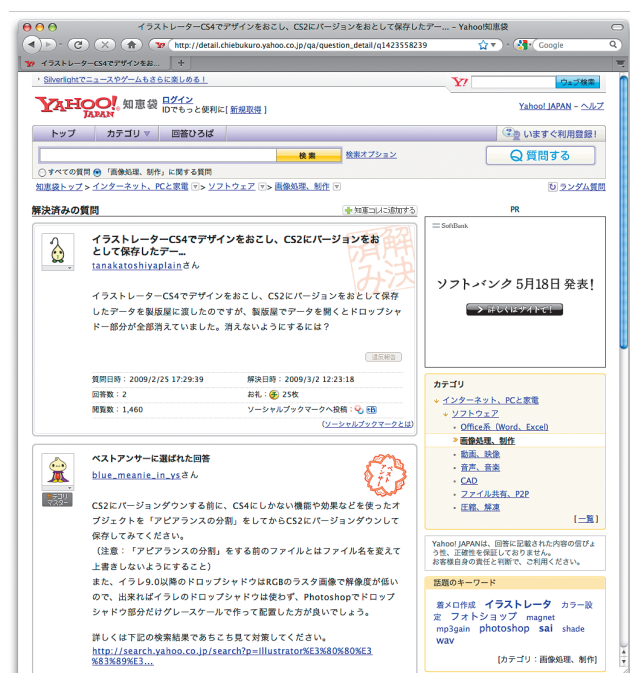 イラストレーターCS4でデザインをおこし、CS2にバージョンをおとして保存したデー... – Yahoo!知恵袋
http://detail.chiebukuro.yahoo.co.jp/qa/question_detail/q1423558239
Google
イラストレーターCS4でデザインをお...
Silverlightでニュースやゲームもさらに楽しめる!
Y!
ウェブ検索
YAHOO! JAPAN 知恵袋
ログイン
IDでもっと便利に[ 新規取得 ]
Yahoo! JAPAN - ヘルプ
トップ カテゴリ 回答ひろば
いますぐ利用登録!
検索 検索オプション
質問する
すべての質問 「画像処理、制作」に関する質問
知恵袋トップ > インターネット、PCと家電 > ソフトウェア > 画像処理、制作
ランダム質問
解決済みの質問
知恵コレに追加する
イラストレーターCS4でデザインをおこし、CS2にバージョンをお
として保存したデー...
tanakatoshiyaplainさん
解決済み
イラストレーターCS4でデザインをおこし、CS2にバージョンをおとして保存
したデータを製版屋に渡したのですが、製版屋でデータを開くとドロップシャ
ドー部分が全部消えていました。消えないようにするには?
違反報告
質問日時:2009/2/25 17:29:39
解決日時:2009/3/2 12:23:18
回答数:2
お礼: 25枚
閲覧数:1,460
ソーシャルブックマークへ投稿:
(ソーシャルブックマークとは)
ベストアンサーに選ばれた回答
blue_meanie_in_ysさん
ベストアンサー
カテゴリ
マスター
CS2にバージョンダウンする前に、CS4にしかない機能や効果などを使ったオ
ブジェクトを「アピアランスの分割」をしてからCS2にバージョンダウンして
保存してみてください。
(注意:「アピアランスの分割」をする前のファイルとはファイル名を変えて
上書きしないようにすること)
また、イラレ9.0以降のドロップシャドウはRGBのラスタ画像で解像度が低い
ので、出来ればイラレのドロップシャドウは使わず、Photoshopでドロップ
シャドウ部分だけグレースケールで作って配置した方が良いでしょう。
詳しくは下記の検索結果であちこち見て対策してください。
http://search.yahoo.co.jp/search?p=Illustrator%E3%80%80%E3
%83%89%E3...
PR
SoftBank
ソフトバンク 5月18日 発表!
詳しくはサイトで!
カテゴリ
インターネット、PCと家電
ソフトウェア
Office系(Word、Excel)
画像処理、制作
動画、映像
音声、音楽
CAD
ファイル共有、P2P
圧縮、解凍
[一覧]
Yahoo! JAPANは、回答に記載された内容の信ぴょ
う性、正確性を保証しておりません。
お客様自身の責任と判断で、ご利用ください。
話題のキーワード
着メロ作成 イラストレータ カラー設
定 フォトショップ magnet
mp3gain photoshop sai shade
wav
[カテゴリ:画像処理、制作]